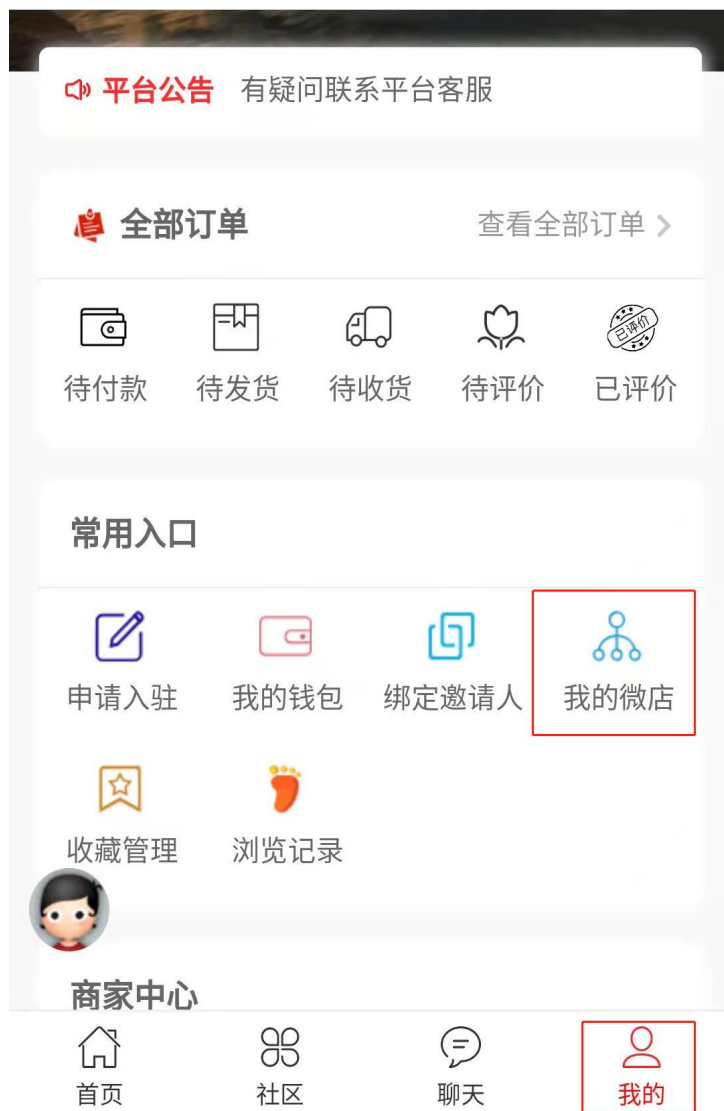 平台公告 有疑问联系平台客服
全部订单 查看全部订单
已评价
待付款 待发货 待收货 待评价 已评价
常用入口
申请入驻 我的钱包 绑定邀请人 我的微店
收藏管理 浏览记录
商家中心
首页 社区 聊天 我的